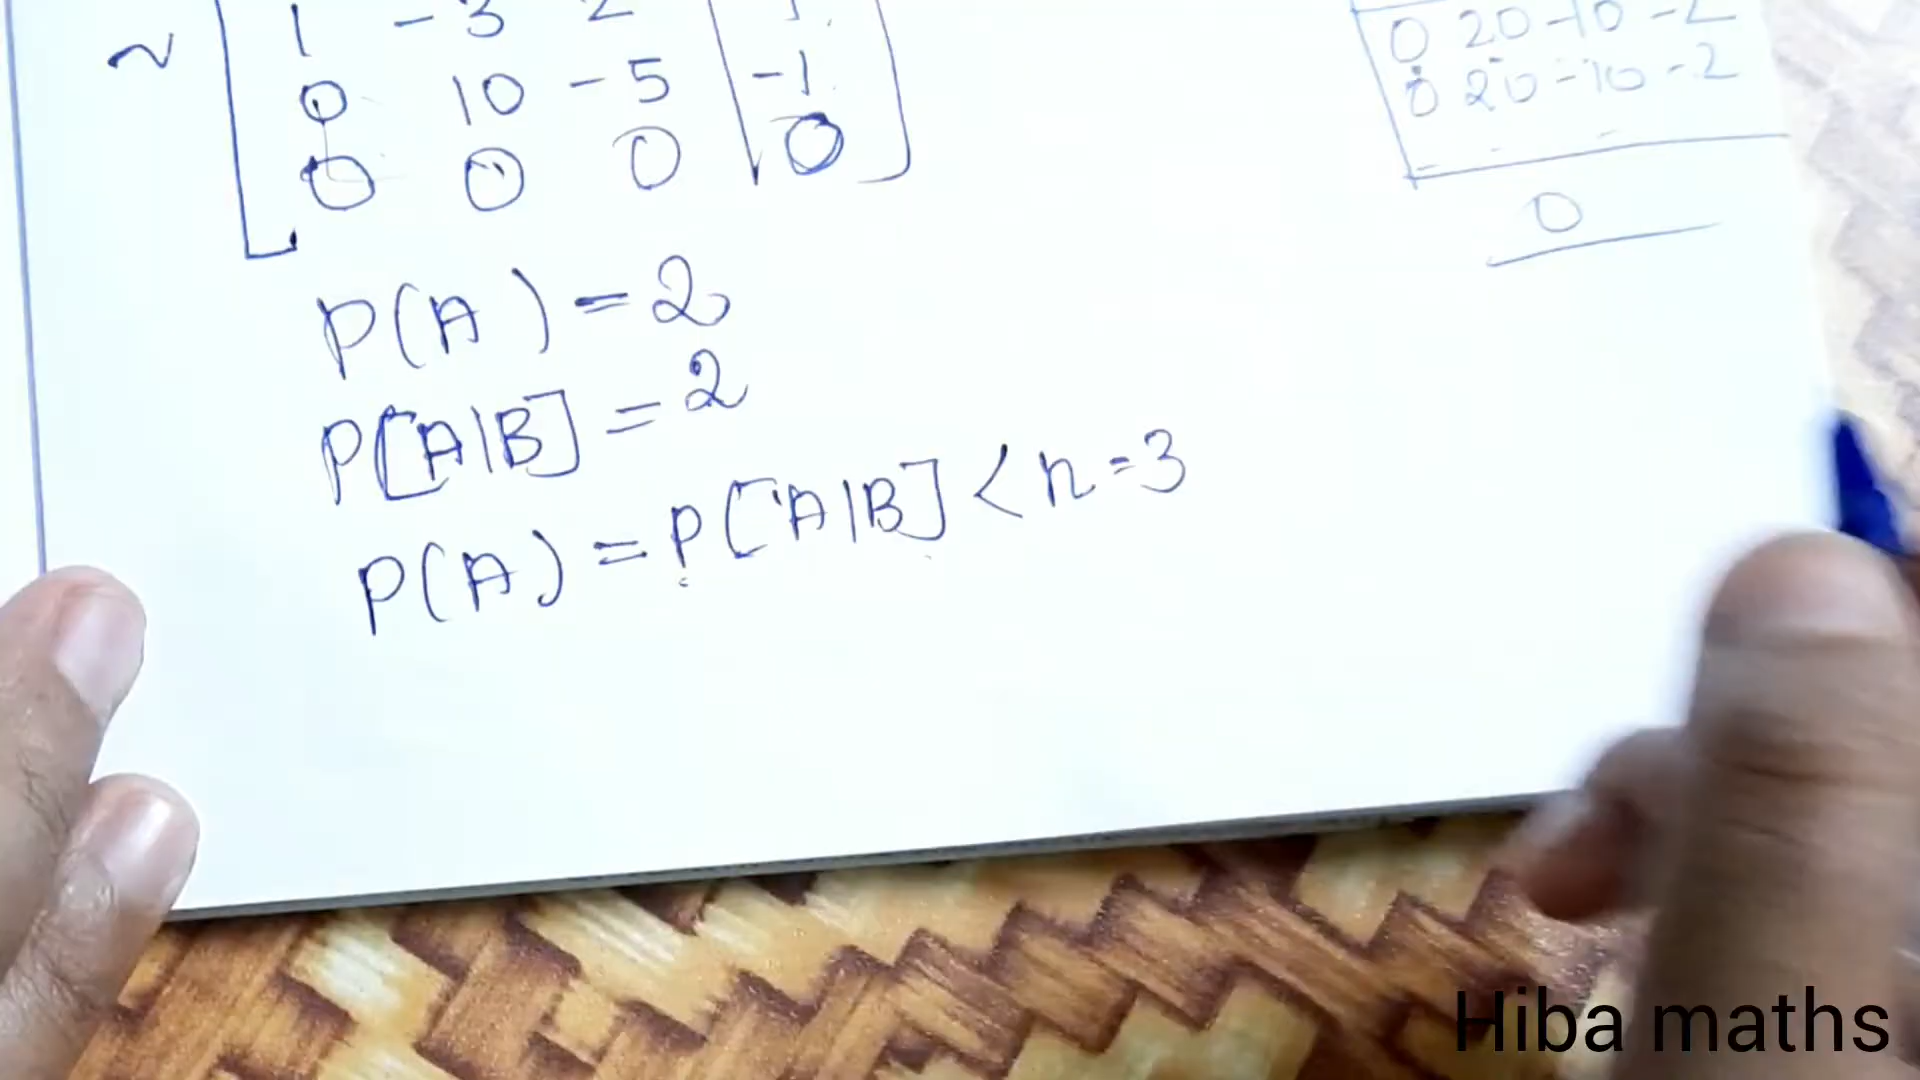 ~ 1 -3 2
0 10 -5 -1
0 0 0 0
P(A) = 2
P[A|B] = 2
P(A) = P[A|B] < n = 3
0 20 -10 -2
0 20 -10 -2
0
Hiba maths